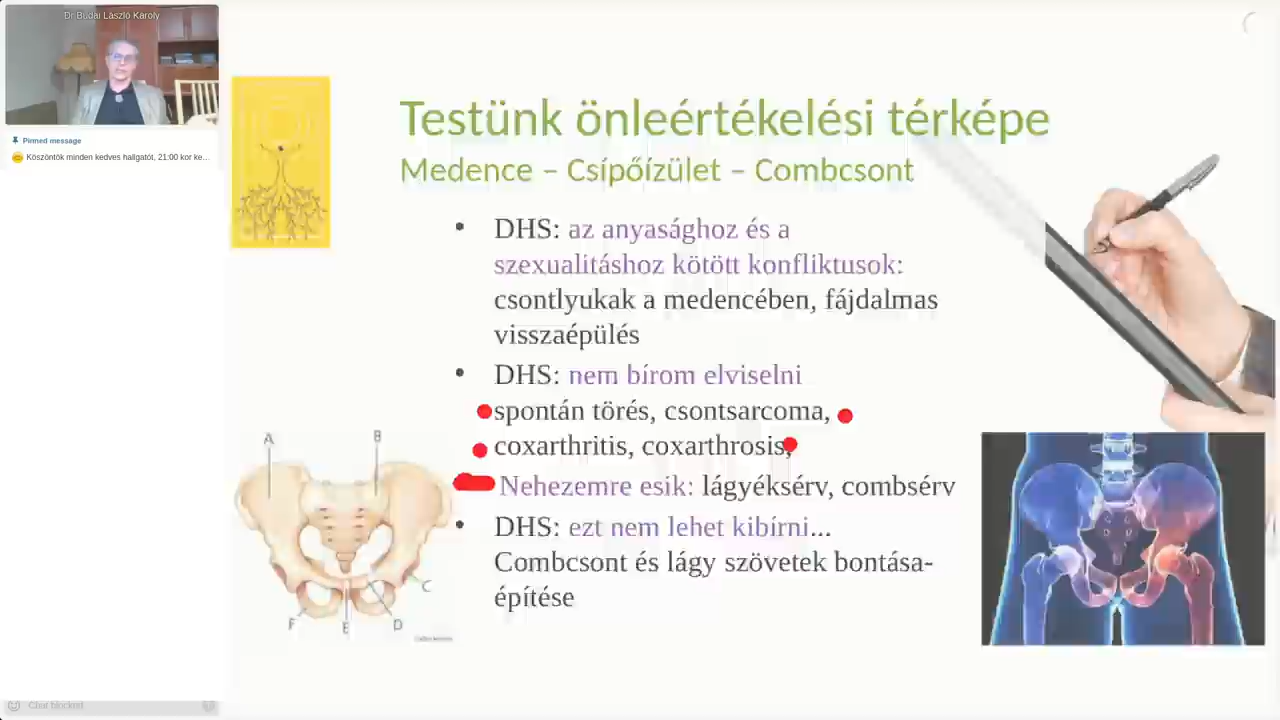 Dr Budai László Károly
Pinned message
Köszöntök minden kedves hallgatót, 21:00 kor ke...
Testünk önleértékelési térképe
Medence – Csípőízület – Combcsont
• DHS: az anyasághoz és a
szexualitáshoz kötött konfliktusok:
csontlyukak a medencében, fájdalmas
visszaépülés
• DHS: nem bírom elviselni
spontán törés, csontsarcoma,
coxarthritis, coxarthrosis,
Nehezemre esik: lágyéksérv, combsérv
• DHS: ezt nem lehet kibírni...
Combcsont és lágy szövetek bontása-
építése
A
B
C
F
E
D
Chat blocked